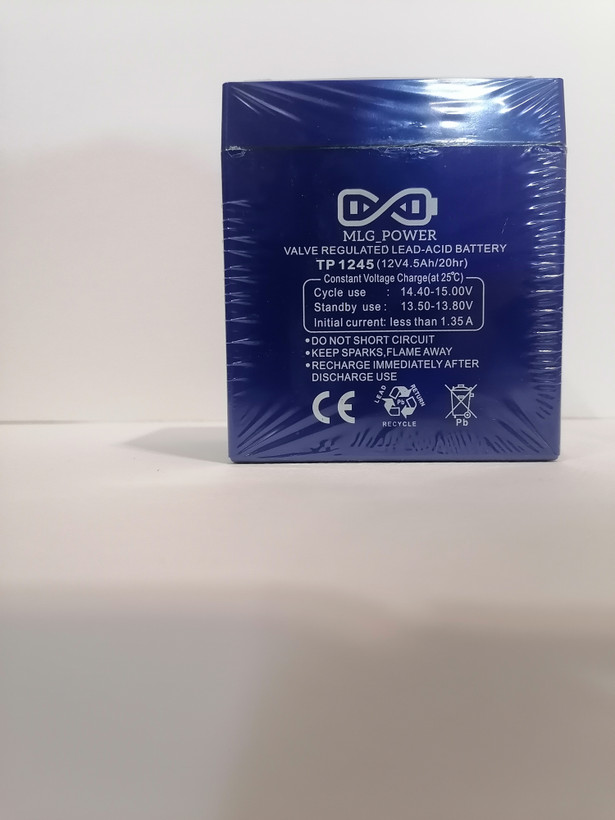 MLG_POWER
VALVE REGULATED LEAD-ACID BATTERY
TP 1245 (12V4.5Ah/20hr)
Constant Voltage Charge(at 25°C)
Cycle use : 14.40-15.00V
Standby use : 13.50-13.80V
Initial current: less than 1.35 A
•DO NOT SHORT CIRCUIT
•KEEP SPARKS,FLAME AWAY
•RECHARGE IMMEDIATELY AFTER
DISCHARGE USE
CE
LEAD RETURN
Pb
RECYCLE
Pb